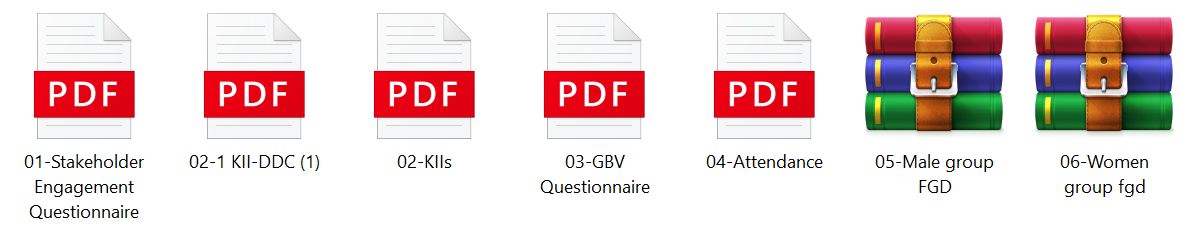 PDF
PDF
PDF
PDF
PDF
01-Stakeholder
Engagement
Questionnaire
02-1 KII-DDC (1)
02-KIIs
03-GBV
Questionnaire
04-Attendance
05-Male group
FGD
06-Women
group fgd